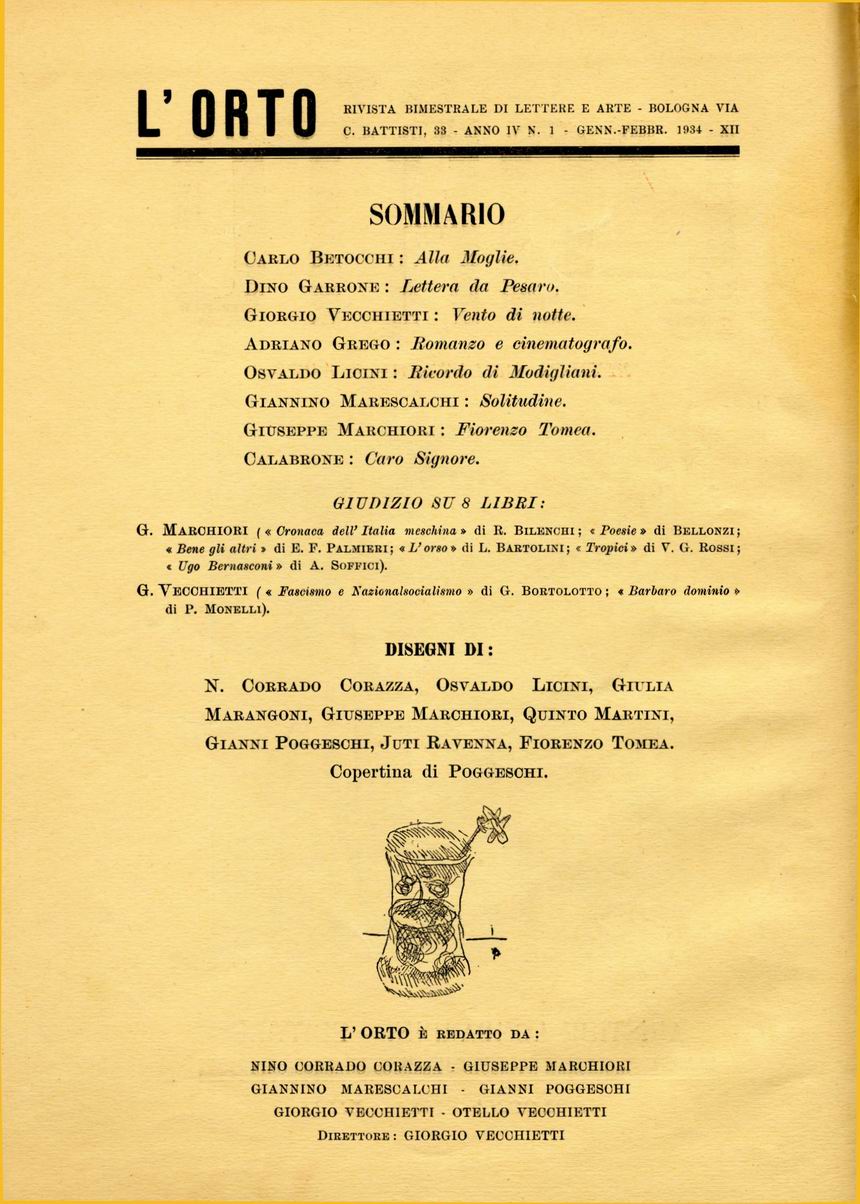 L' ORTO
RIVISTA BIMESTRALE DI LETTERE E ARTE - BOLOGNA VIA
C. BATTISTI, 33 - ANNO IV N. 1 - GENN.-FEBBR. 1934 - XII
SOMMARIO
CARLO BETOCCHI : Alla Moglie.
DINO GARRONE : Lettera da Pesaro.
GIORGIO VECCHIETTI : Vento di notte.
ADRIANO GREGO : Romanzo e cinematografo.
OSVALDO LICINI : Ricordo di Modigliani.
GIANNINO MARESCALCHI : Solitudine.
GIUSEPPE MARCHIORI : Fiorenzo Tomea.
CALABRONE : Caro Signore.
GIUDIZIO SU 8 LIBRI :
G. MARCHIORI (« Cronaca dell' Italia meschina » di R. BILENCHI ; « Poesie » di BELLONZI ;
« Bene gli altri » di E. F. PALMIERI ; « L' orso » di L. BARTOLINI ; « Tropici » di V. G. ROSSI ;
« Ugo Bernasconi » di A. SOFFICI).
G. VECCHIETTI (« Fascismo e Nazionalsocialismo » di G. BORTOLOTTO ; « Barbaro dominio »
di P. MONELLI).
DISEGNI DI :
N. CORRADO CORAZZA, OSVALDO LICINI, GIULIA
MARANGONI, GIUSEPPE MARCHIORI, QUINTO MARTINI,
GIANNI POGGESCHI, JUTI RAVENNA, FIORENZO TOMEA.
Copertina di POGGESCHI.
L' ORTO È REDATTO DA :
NINO CORRADO CORAZZA - GIUSEPPE MARCHIORI
GIANNINO MARESCALCHI - GIANNI POGGESCHI
GIORGIO VECCHIETTI - OTELLO VECCHIETTI
DIRETTORE : GIORGIO VECCHIETTI